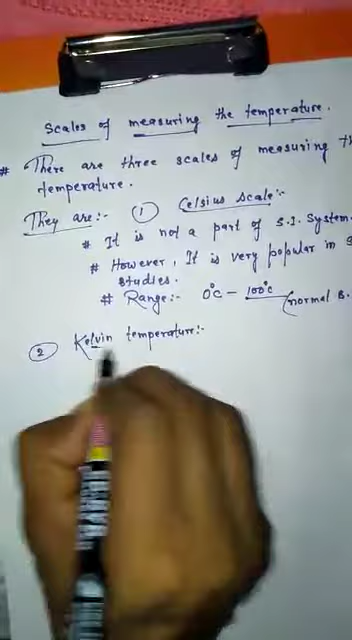 Scales of measuring the temperature.
# There are three scales of measuring
temperature.
They are:- 1 Celsius Scale:-
# It is not a part of S.I. System.
# However, It is very popular in
studies.
# Range:- 0°C - 100°C (normal B.
2 Kelvin temperature:-